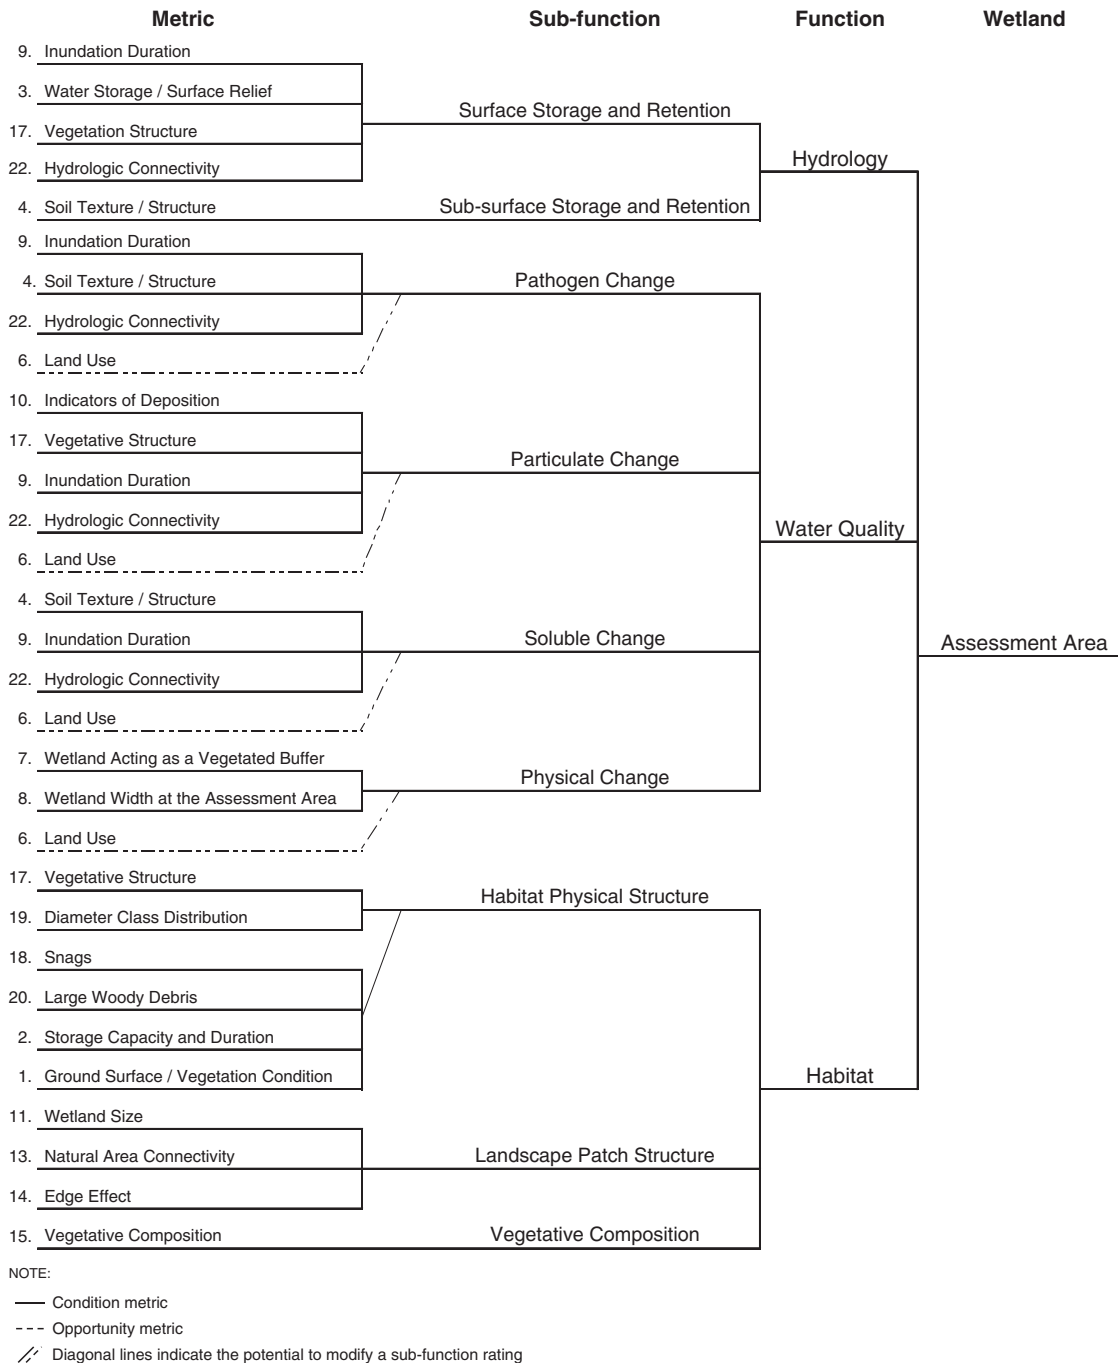 Metric Sub-function Function Wetland
9. Inundation Duration
3. Water Storage / Surface Relief
Surface Storage and Retention
17. Vegetation Structure
Hydrology
22. Hydrologic Connectivity
4. Soil Texture / Structure Sub-surface Storage and Retention
9. Inundation Duration
4. Soil Texture / Structure Pathogen Change
22. Hydrologic Connectivity
6. Land Use
10. Indicators of Deposition
17. Vegetative Structure
Particulate Change
9. Inundation Duration
22. Hydrologic Connectivity
Water Quality
6. Land Use
4. Soil Texture / Structure
9. Inundation Duration Soluble Change
Assessment Area
22. Hydrologic Connectivity
6. Land Use
7. Wetland Acting as a Vegetated Buffer
Physical Change
8. Wetland Width at the Assessment Area
6. Land Use
17. Vegetative Structure
Habitat Physical Structure
19. Diameter Class Distribution
18. Snags
20. Large Woody Debris
2. Storage Capacity and Duration
1. Ground Surface / Vegetation Condition Habitat
11. Wetland Size
13. Natural Area Connectivity Landscape Patch Structure
14. Edge Effect
15. Vegetative Composition Vegetative Composition
NOTE:
Condition metric
Opportunity metric
Diagonal lines indicate the potential to modify a sub-function rating